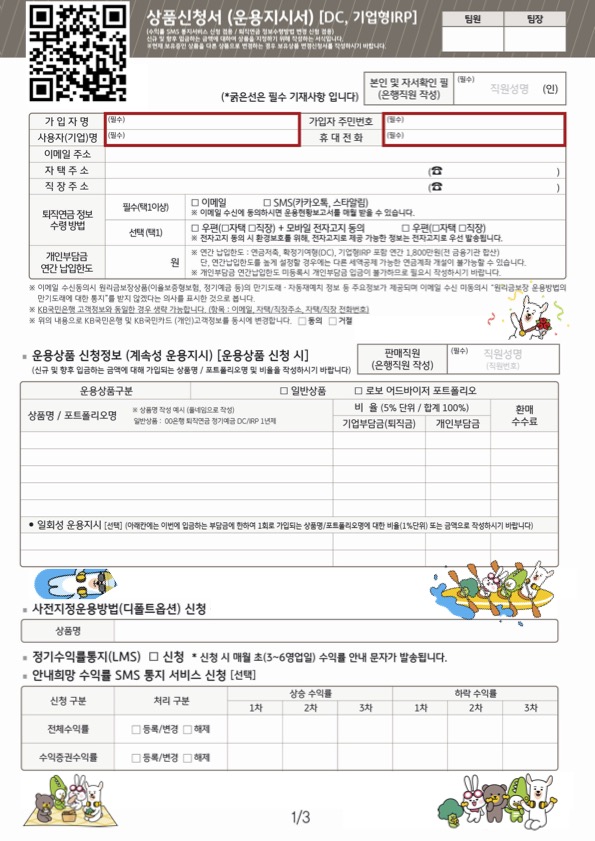 상품신청서 (운용지시서) [DC, 기업형IRP]
(수익률 SMS 통지서비스 신청 겸용 / 퇴직연금 정보수령방법 변경 신청 겸용)
(신규 및 향후 입금하는 금액에 대하여 상품을 지정하기 위해 작성하는 서식입니다.
※현재 보유중인 상품을 다른 상품으로 변경하는 경우 보유상품 변경신청서를 작성하시기 바랍니다.
팀원 팀장
(*굵은선은 필수 기재사항 입니다)
본인 및 자서확인 필
(은행직원 작성)
(필수) 직원성명 (인)
가 입 자 명 (필수) 가입자 주민번호 (필수)
사용자(기업)명 (필수) 휴 대 전 화 (필수)
이메일 주소
자 택 주 소 (☎ )
직 장 주 소 (☎ )
퇴직연금 정보
수령 방법
필수(택1이상) □ 이메일 □ SMS(카카오톡, 스타알림)
※ 이메일 수신에 동의하시면 운용현황보고서를 매월 받을 수 있습니다.
선택 (택1) □ 우편(□자택 □직장) + 모바일 전자고지 동의 □ 우편(□자택 □직장)
※ 전자고지 동의 시 환경보호를 위해, 전자고지로 제공 가능한 정보는 전자고지로 우선 발송됩니다.
개인부담금
연간 납입한도
원
※ 연간 납입한도 : 연금저축, 확정기여형(DC), 기업형IRP 포함 연간 1,800만원(전 금융기관 합산)
단, 연간납입한도를 높게 설정할 경우에는 다른 세액공제 가능한 연금계좌 개설이 불가능할 수 있습니다.
※ 개인부담금 연간납입한도 미등록시 개인부담금 입금이 불가하므로 필요시 작성하시기 바랍니다.
※ 이메일 수신동의시 원리금보장상품(이율보증형보험, 정기예금 등)의 만기도래ㆍ자동재예치 정보 등 주요정보가 제공되며 이메일 수신 미동의시 “원리금보장 운용방법의
만기도래에 대한 통지”를 받지 않겠다는 의사를 표시한 것으로 봅니다.
※ KB국민은행 고객정보와 동일한 경우 생략 가능합니다. (항목 : 이메일, 자택/직장주소, 자택/직장 전화번호)
※ 위의 내용으로 KB국민은행 및 KB국민카드 (개인)고객정보를 동시에 변경합니다. □ 동의 □ 거절
운용상품 신청정보 (계속성 운용지시) [운용상품 신청 시]
(신규 및 향후 입금하는 금액에 대해 가입되는 상품명 / 포트폴리오명 및 비율을 작성하시기 바랍니다)
판매직원
(은행직원 작성)
(필수) 직원성명
(직원번호)
운용상품구분 □ 일반상품 □ 로보 어드바이저 포트폴리오
상품명 / 포트폴리오명
※ 상품명 작성 예시 (풀네임으로 작성)
일반상품 : 00은행 퇴직연금 정기예금 DC/IRP 1년제
비 율 (5% 단위 / 합계 100%)
기업부담금(퇴직금) 개인부담금
환매
수수료
• 일회성 운용지시 [선택] (아래칸에는 이번에 입금하는 부담금에 한하여 1회로 가입되는 상품명/포트폴리오명에 대한 비율(1%단위) 또는 금액으로 작성하시기 바랍니다)
사전지정운용방법(디폴트옵션) 신청
상품명
정기수익률통지(LMS) □ 신청 * 신청 시 매월 초(3~6영업일) 수익률 안내 문자가 발송됩니다.
안내희망 수익률 SMS 통지 서비스 신청 [선택]
신청 구분 처리 구분 상승 수익률 하락 수익률
1차 2차 3차 1차 2차 3차
전체수익률 □ 등록/변경 □ 해제
수익증권수익률 □ 등록/변경 □ 해제
1/3